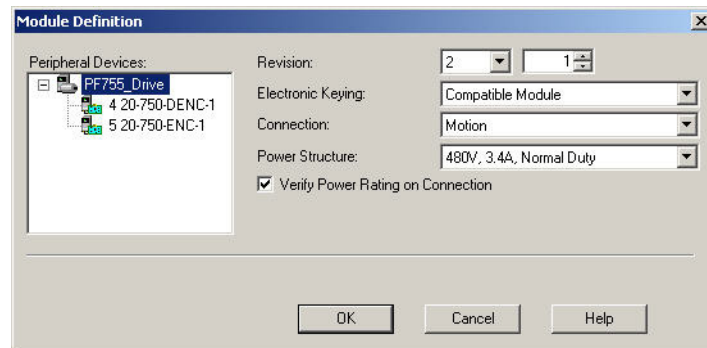 Module Definition
Peripheral Devices:
PF755_Drive
4 20-750-DENC-1
5 20-750-ENC-1
Revision:
2
1
Electronic Keying:
Compatible Module
Connection:
Motion
Power Structure:
480V, 3.4A, Normal Duty
Verify Power Rating on Connection
OK
Cancel
Help